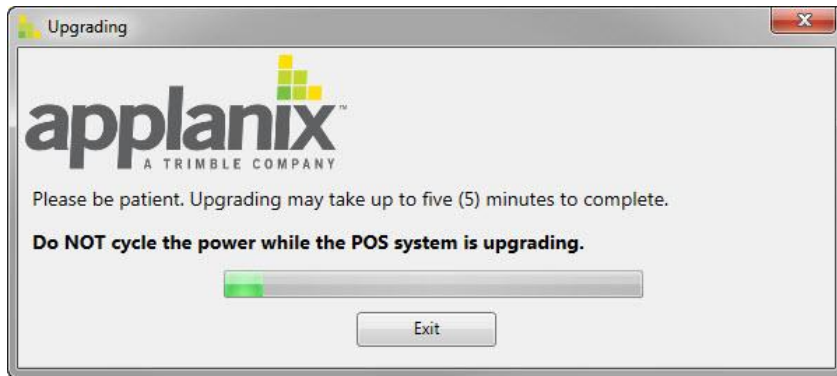 Upgrading
applanix™
A TRIMBLE COMPANY
Please be patient. Upgrading may take up to five (5) minutes to complete.
Do NOT cycle the power while the POS system is upgrading.
Exit